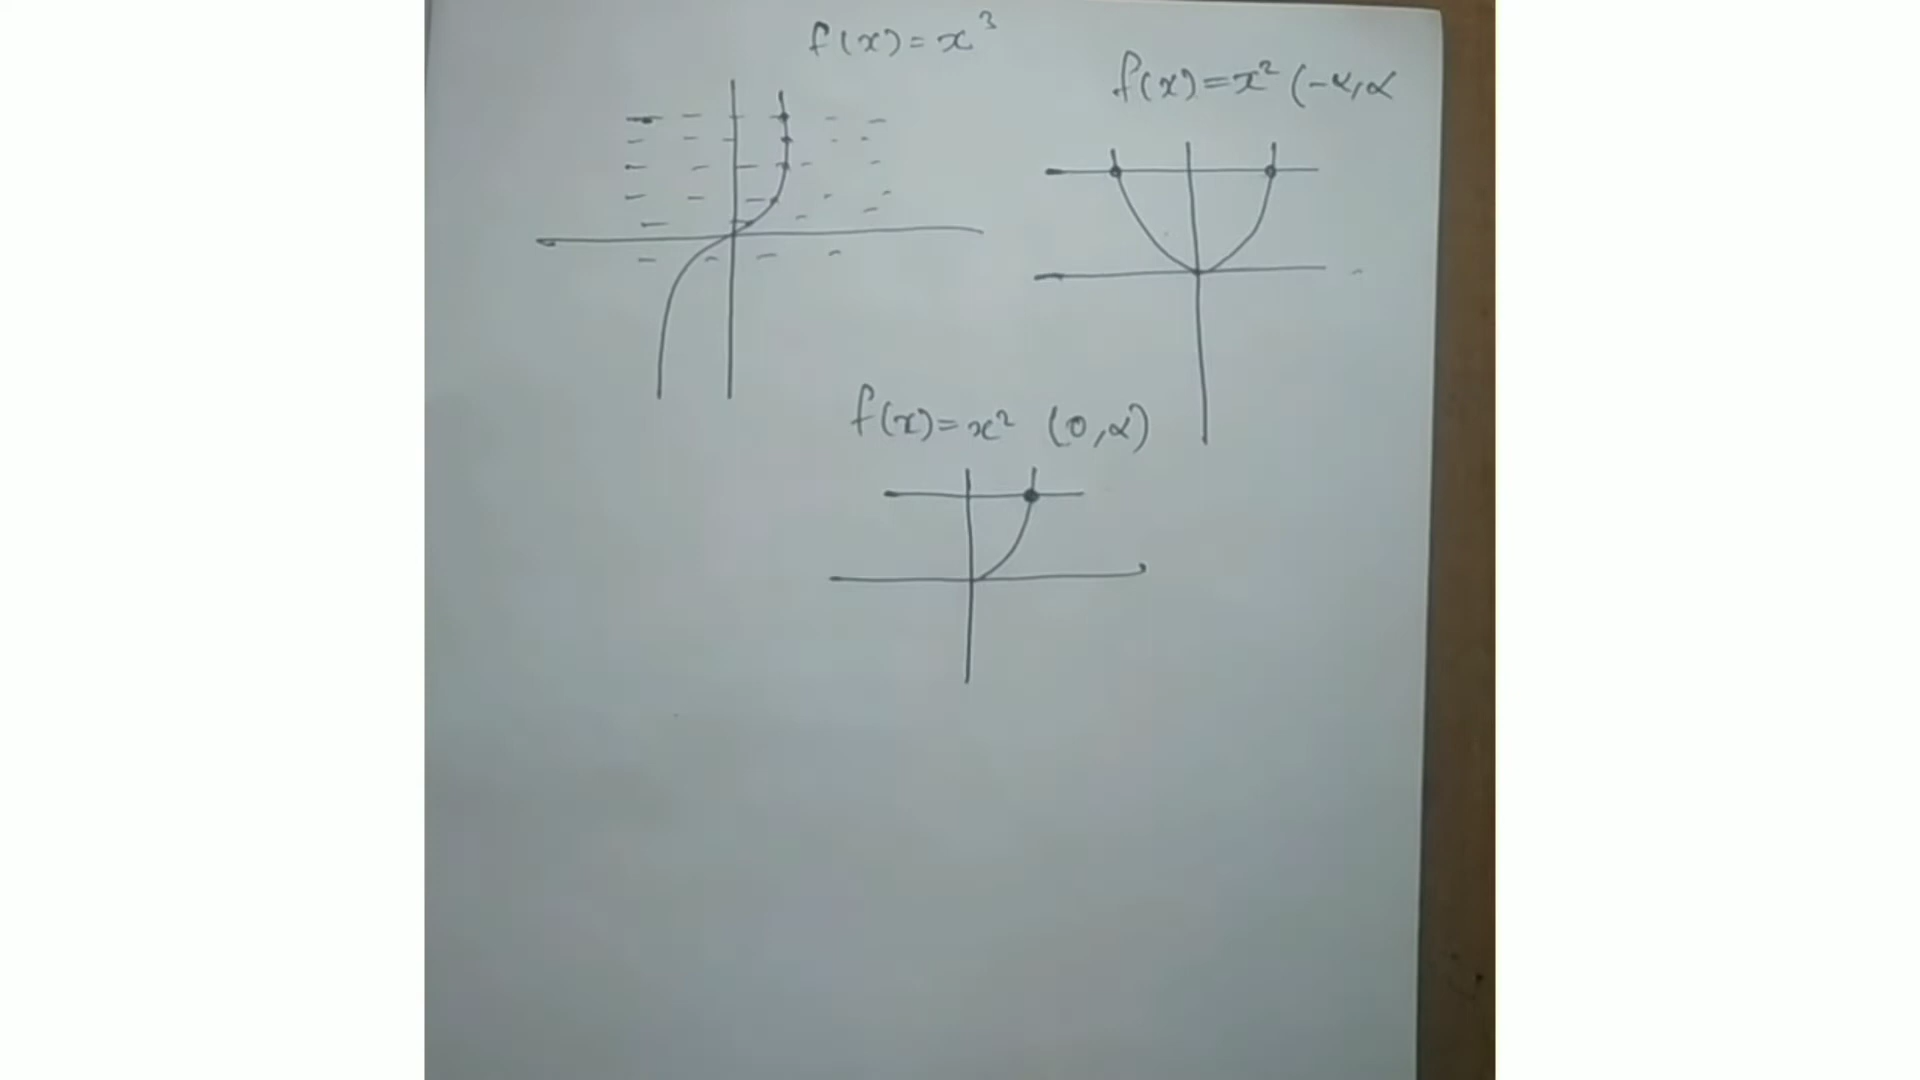 f(x)=x³
f(x)=x² (-α,α
f(x)=x² (0,α)